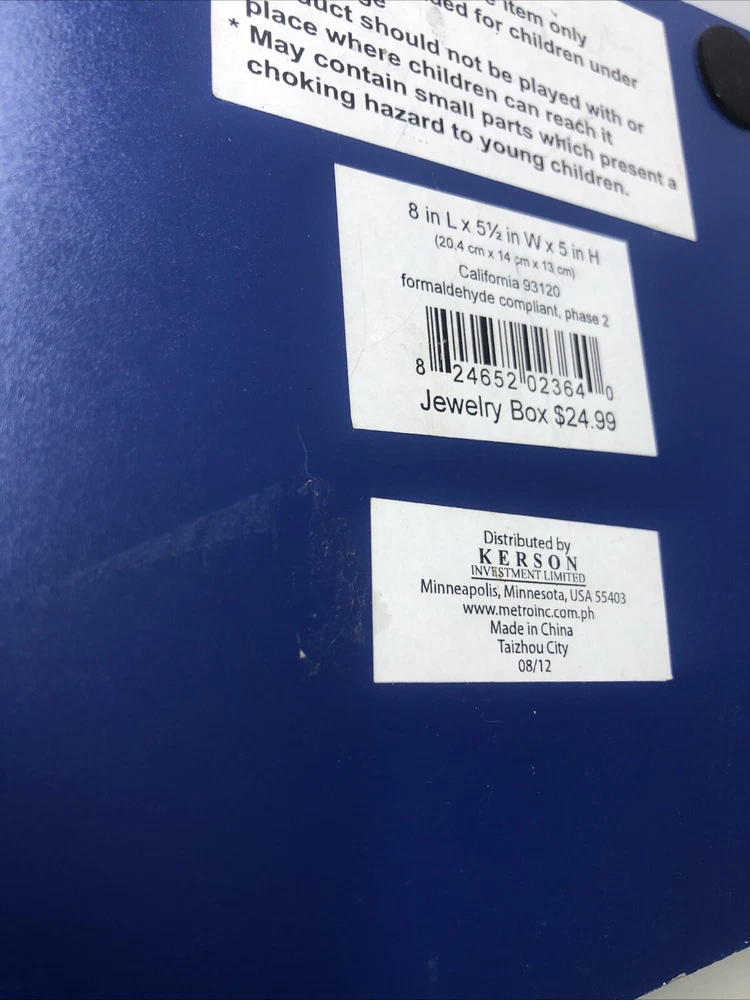 Item only
ed for children under
uct should not be played with or
place where children can reach it
* May contain small parts which present a
choking hazard to young children.
8 in L x 5½ in W x 5 in H
(20.4 cm x 14 cm x 13 cm)
California 93120
formaldehyde compliant, phase 2
8 24652 02364 0
Jewelry Box $24.99
Distributed by
KERSON
INVESTMENT LIMITED
Minneapolis, Minnesota, USA 55403
www.metroinc.com.ph
Made in China
Taizhou City
08/12